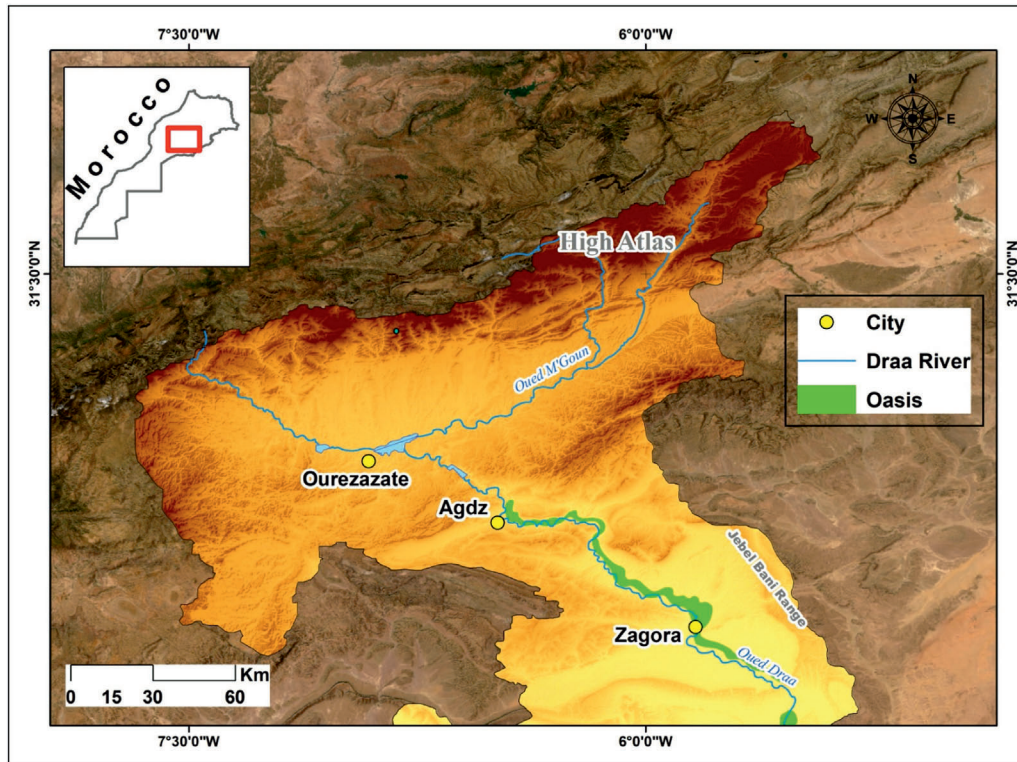 7°30'0"W
6°0'0"W
Morocco
N
W
E
S
High Atlas
31°30'0"N
31°30'0"N
City
Draa River
Oasis
Oued M'Goun
Ourezazate
Agdz
Jebel Bani Range
Zagora
Oued Draa
Km
0 15 30 60
7°30'0"W
6°0'0"W